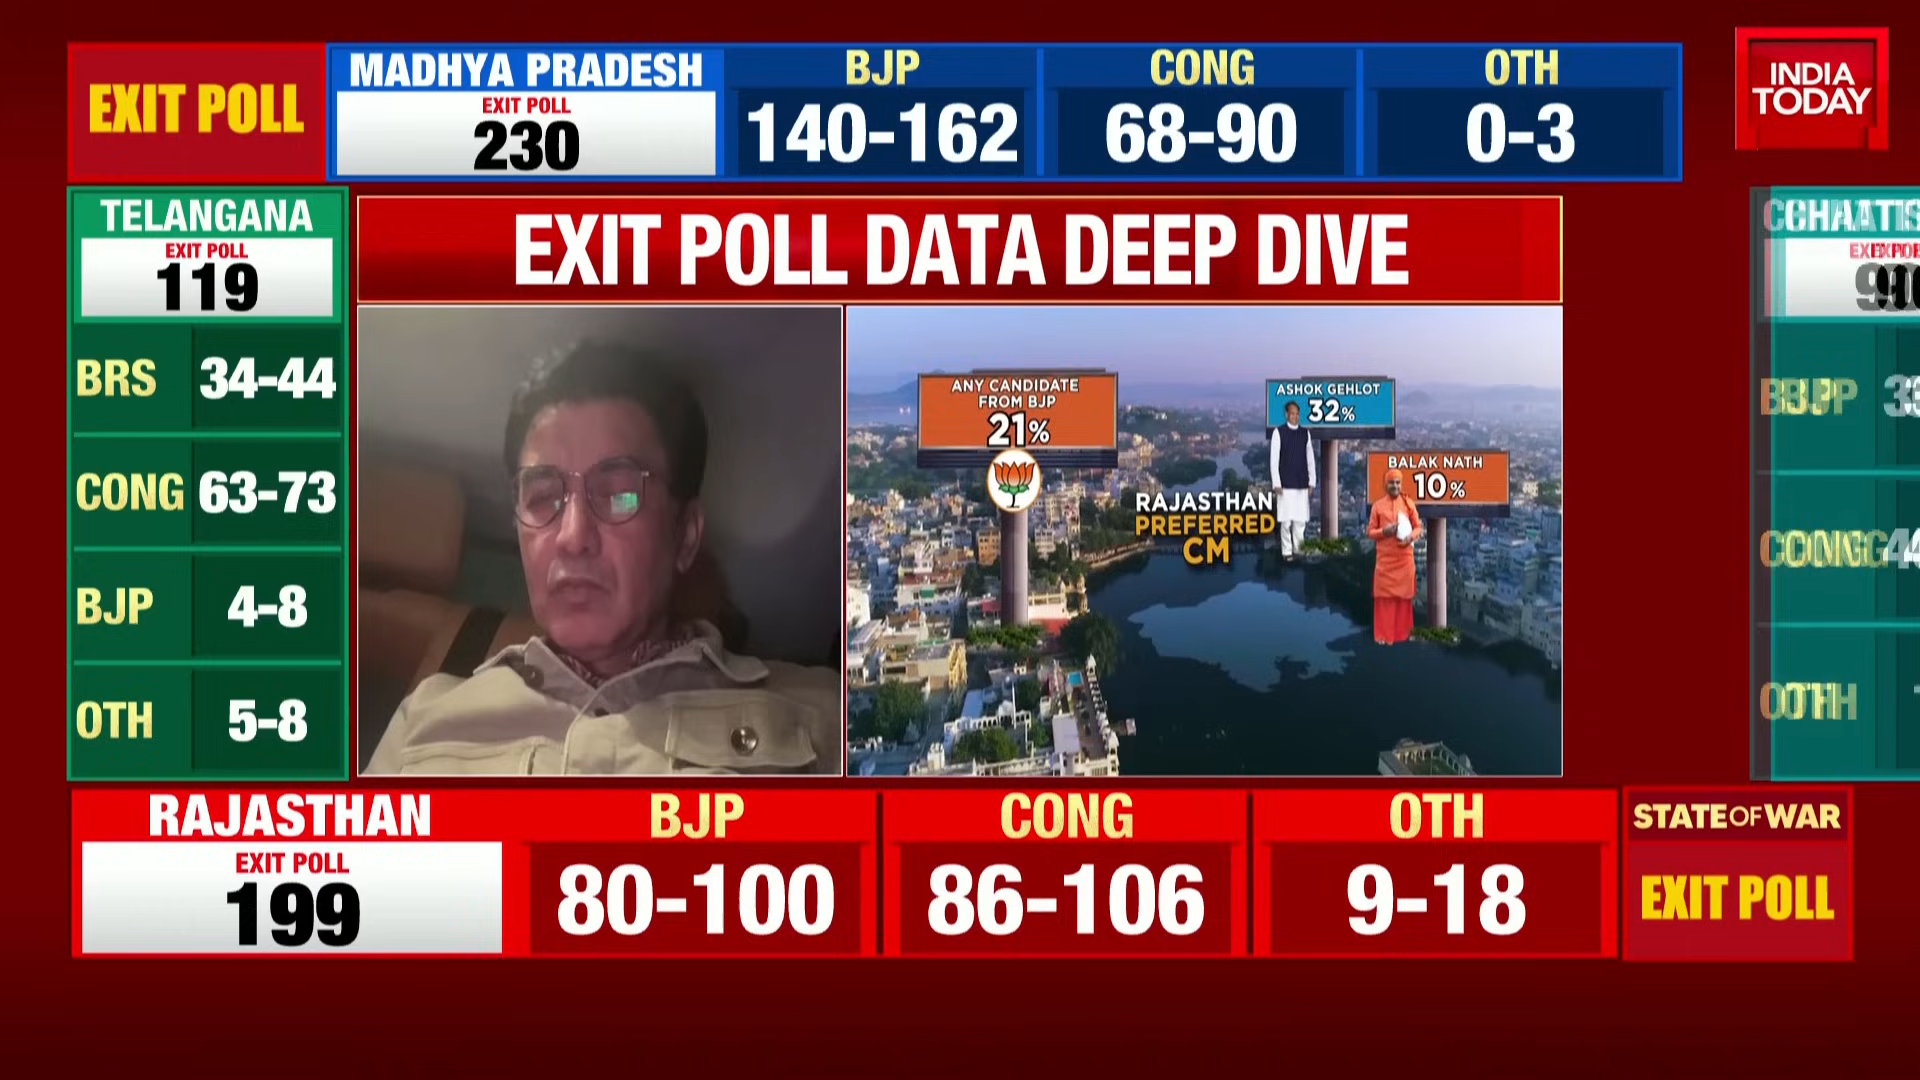 EXIT POLL
MADHYA PRADESH
EXIT POLL
230
BJP
140-162
CONG
68-90
OTH
0-3
INDIA
TODAY
TELANGANA
EXIT POLL
119
BRS 34-44
CONG 63-73
BJP 4-8
OTH 5-8
EXIT POLL DATA DEEP DIVE
ANY CANDIDATE
FROM BJP
21%
RAJASTHAN
PREFERRED
CM
ASHOK GEHLOT
32%
BALAK NATH
10%
BJP
OTH
RAJASTHAN
EXIT POLL
199
BJP
80-100
CONG
86-106
OTH
9-18
STATE OF WAR
EXIT POLL